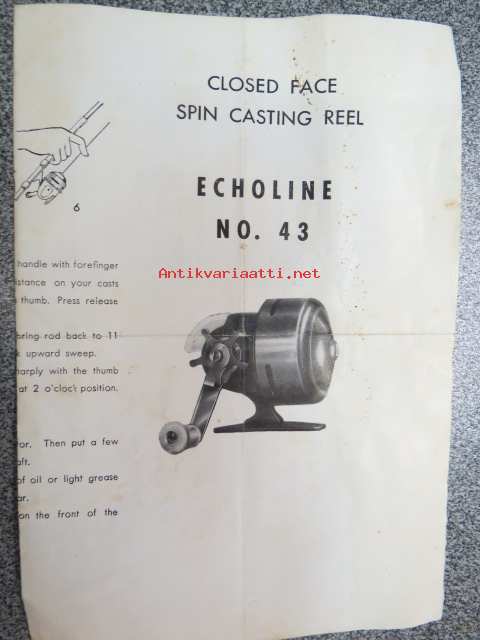 CLOSED FACE
SPIN CASTING REEL
ECHOLINE
NO. 43
Antikvariaatti.net
6
handle with forefinger
istance on your casts
thumb. Press release
bring rod back to 11
upward sweep.
harply with the thumb
at 2 o'clock position.
tor. Then put a few
aft.
of oil or light grease
ar.
on the front of the